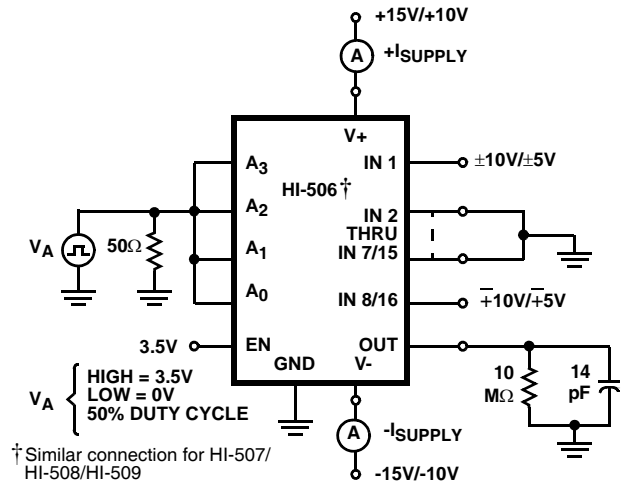 +15V/+10V
A
+ISUPPLY
V+
A3
IN 1
±10V/±5V
HI-506†
A2
IN 2
THRU
VA
50Ω
A1
IN 7/15
A0
IN 8/16
∓10V/∓5V
3.5V
EN
OUT
GND
V-
10
MΩ
14
pF
VA
HIGH = 3.5V
LOW = 0V
50% DUTY CYCLE
A
-ISUPPLY
†Similar connection for HI-507/
HI-508/HI-509
-15V/-10V